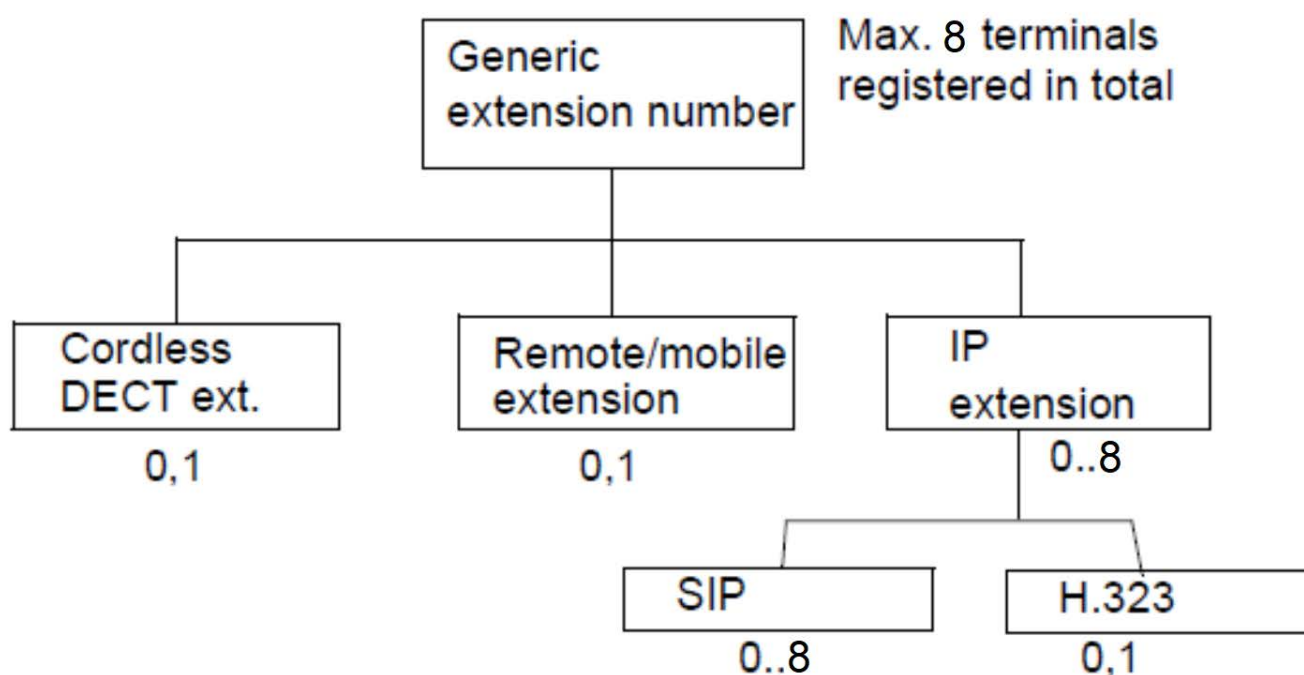 Generic
extension number
Max. 8 terminals
registered in total
Cordless
DECT ext.
0,1
Remote/mobile
extension
0,1
IP
extension
0..8
SIP
0..8
H.323
0,1